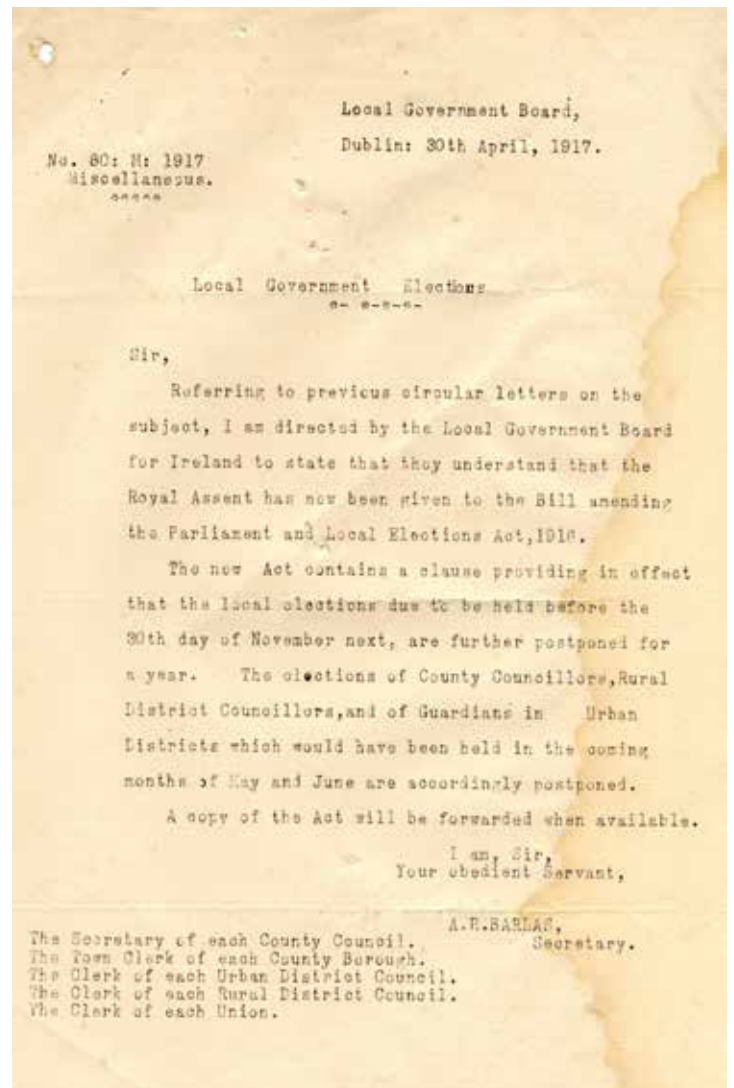 Local Government Board,
Dublin: 30th April, 1917.
No. 80: M: 1917
Miscellaneous.
Local Government Elections
Sir,
Referring to previous circular letters on the
subject, I am directed by the Local Government Board
for Ireland to state that they understand that the
Royal Assent has now been given to the Bill amending
the Parliament and Local Elections Act,1916.
The new Act contains a clause providing in effect
that the local elections due to be held before the
30th day of November next, are further postponed for
a year. The elections of County Councillors,Rural
District Councillors,and of Guardians in Urban
Districts which would have been held in the coming
months of May and June are accordingly postponed.
A copy of the Act will be forwarded when available.
I am, Sir,
Your obedient Servant,
A.R.BARLAS,
Secretary.
The Secretary of each County Council.
The Town Clerk of each County Borough.
The Clerk of each Urban District Council.
The Clerk of each Rural District Council.
The Clerk of each Union.